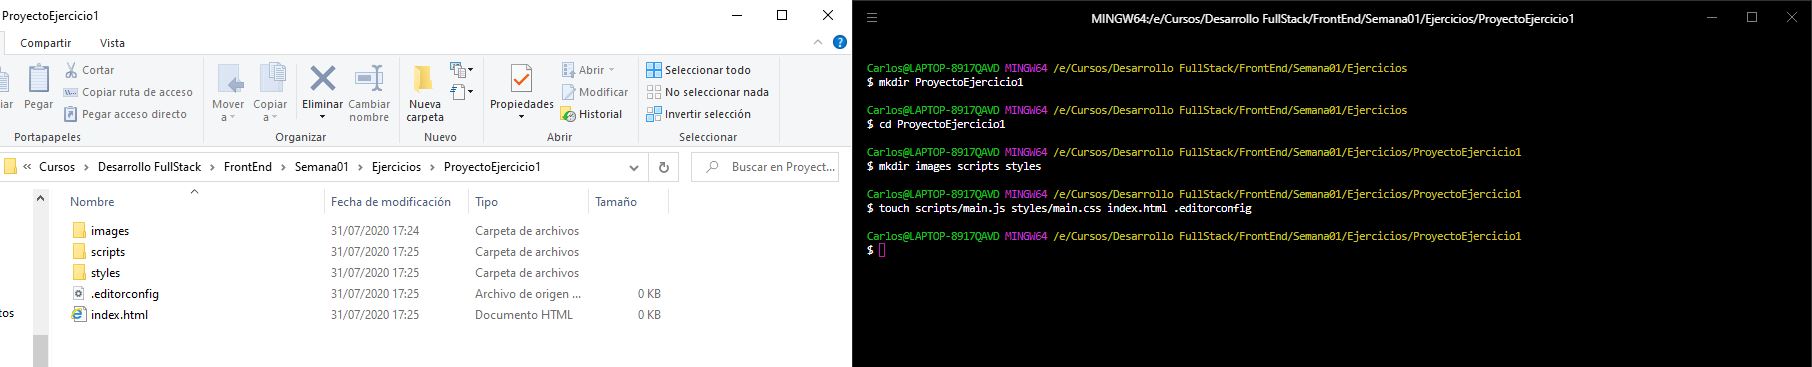 ProyectoEjercicio1
Compartir Vista
Pegar
Cortar
Copiar ruta de acceso
Pegar acceso directo
Portapapeles
Mover a
Copiar a
Eliminar
Cambiar nombre
Organizar
Nueva carpeta
Nuevo
Propiedades
Abrir
Modificar
Historial
Abrir
Seleccionar todo
No seleccionar nada
Invertir selección
Seleccionar
« Cursos > Desarrollo FullStack > FrontEnd > Semana01 > Ejercicios > ProyectoEjercicio1
Buscar en Proyect...
Nombre Fecha de modificación Tipo Tamaño
images 31/07/2020 17:24 Carpeta de archivos
scripts 31/07/2020 17:25 Carpeta de archivos
styles 31/07/2020 17:25 Carpeta de archivos
.editorconfig 31/07/2020 17:25 Archivo de origen ... 0 KB
index.html 31/07/2020 17:25 Documento HTML 0 KB
MINGW64:/e/Cursos/Desarrollo FullStack/FrontEnd/Semana01/Ejercicios/ProyectoEjercicio1
Carlos@LAPTOP-8917QAVD MINGW64 /e/Cursos/Desarrollo FullStack/FrontEnd/Semana01/Ejercicios
$ mkdir ProyectoEjercicio1
Carlos@LAPTOP-8917QAVD MINGW64 /e/Cursos/Desarrollo FullStack/FrontEnd/Semana01/Ejercicios
$ cd ProyectoEjercicio1
Carlos@LAPTOP-8917QAVD MINGW64 /e/Cursos/Desarrollo FullStack/FrontEnd/Semana01/Ejercicios/ProyectoEjercicio1
$ mkdir images scripts styles
Carlos@LAPTOP-8917QAVD MINGW64 /e/Cursos/Desarrollo FullStack/FrontEnd/Semana01/Ejercicios/ProyectoEjercicio1
$ touch scripts/main.js styles/main.css index.html .editorconfig
Carlos@LAPTOP-8917QAVD MINGW64 /e/Cursos/Desarrollo FullStack/FrontEnd/Semana01/Ejercicios/ProyectoEjercicio1
$